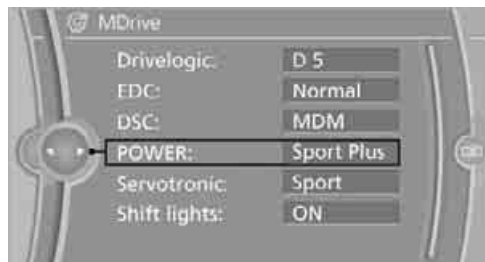 MDrive
Drivelogic: D 5
EDC: Normal
DSC: MDM
POWER: Sport Plus
Servotronic: Sport
Shift lights: ON